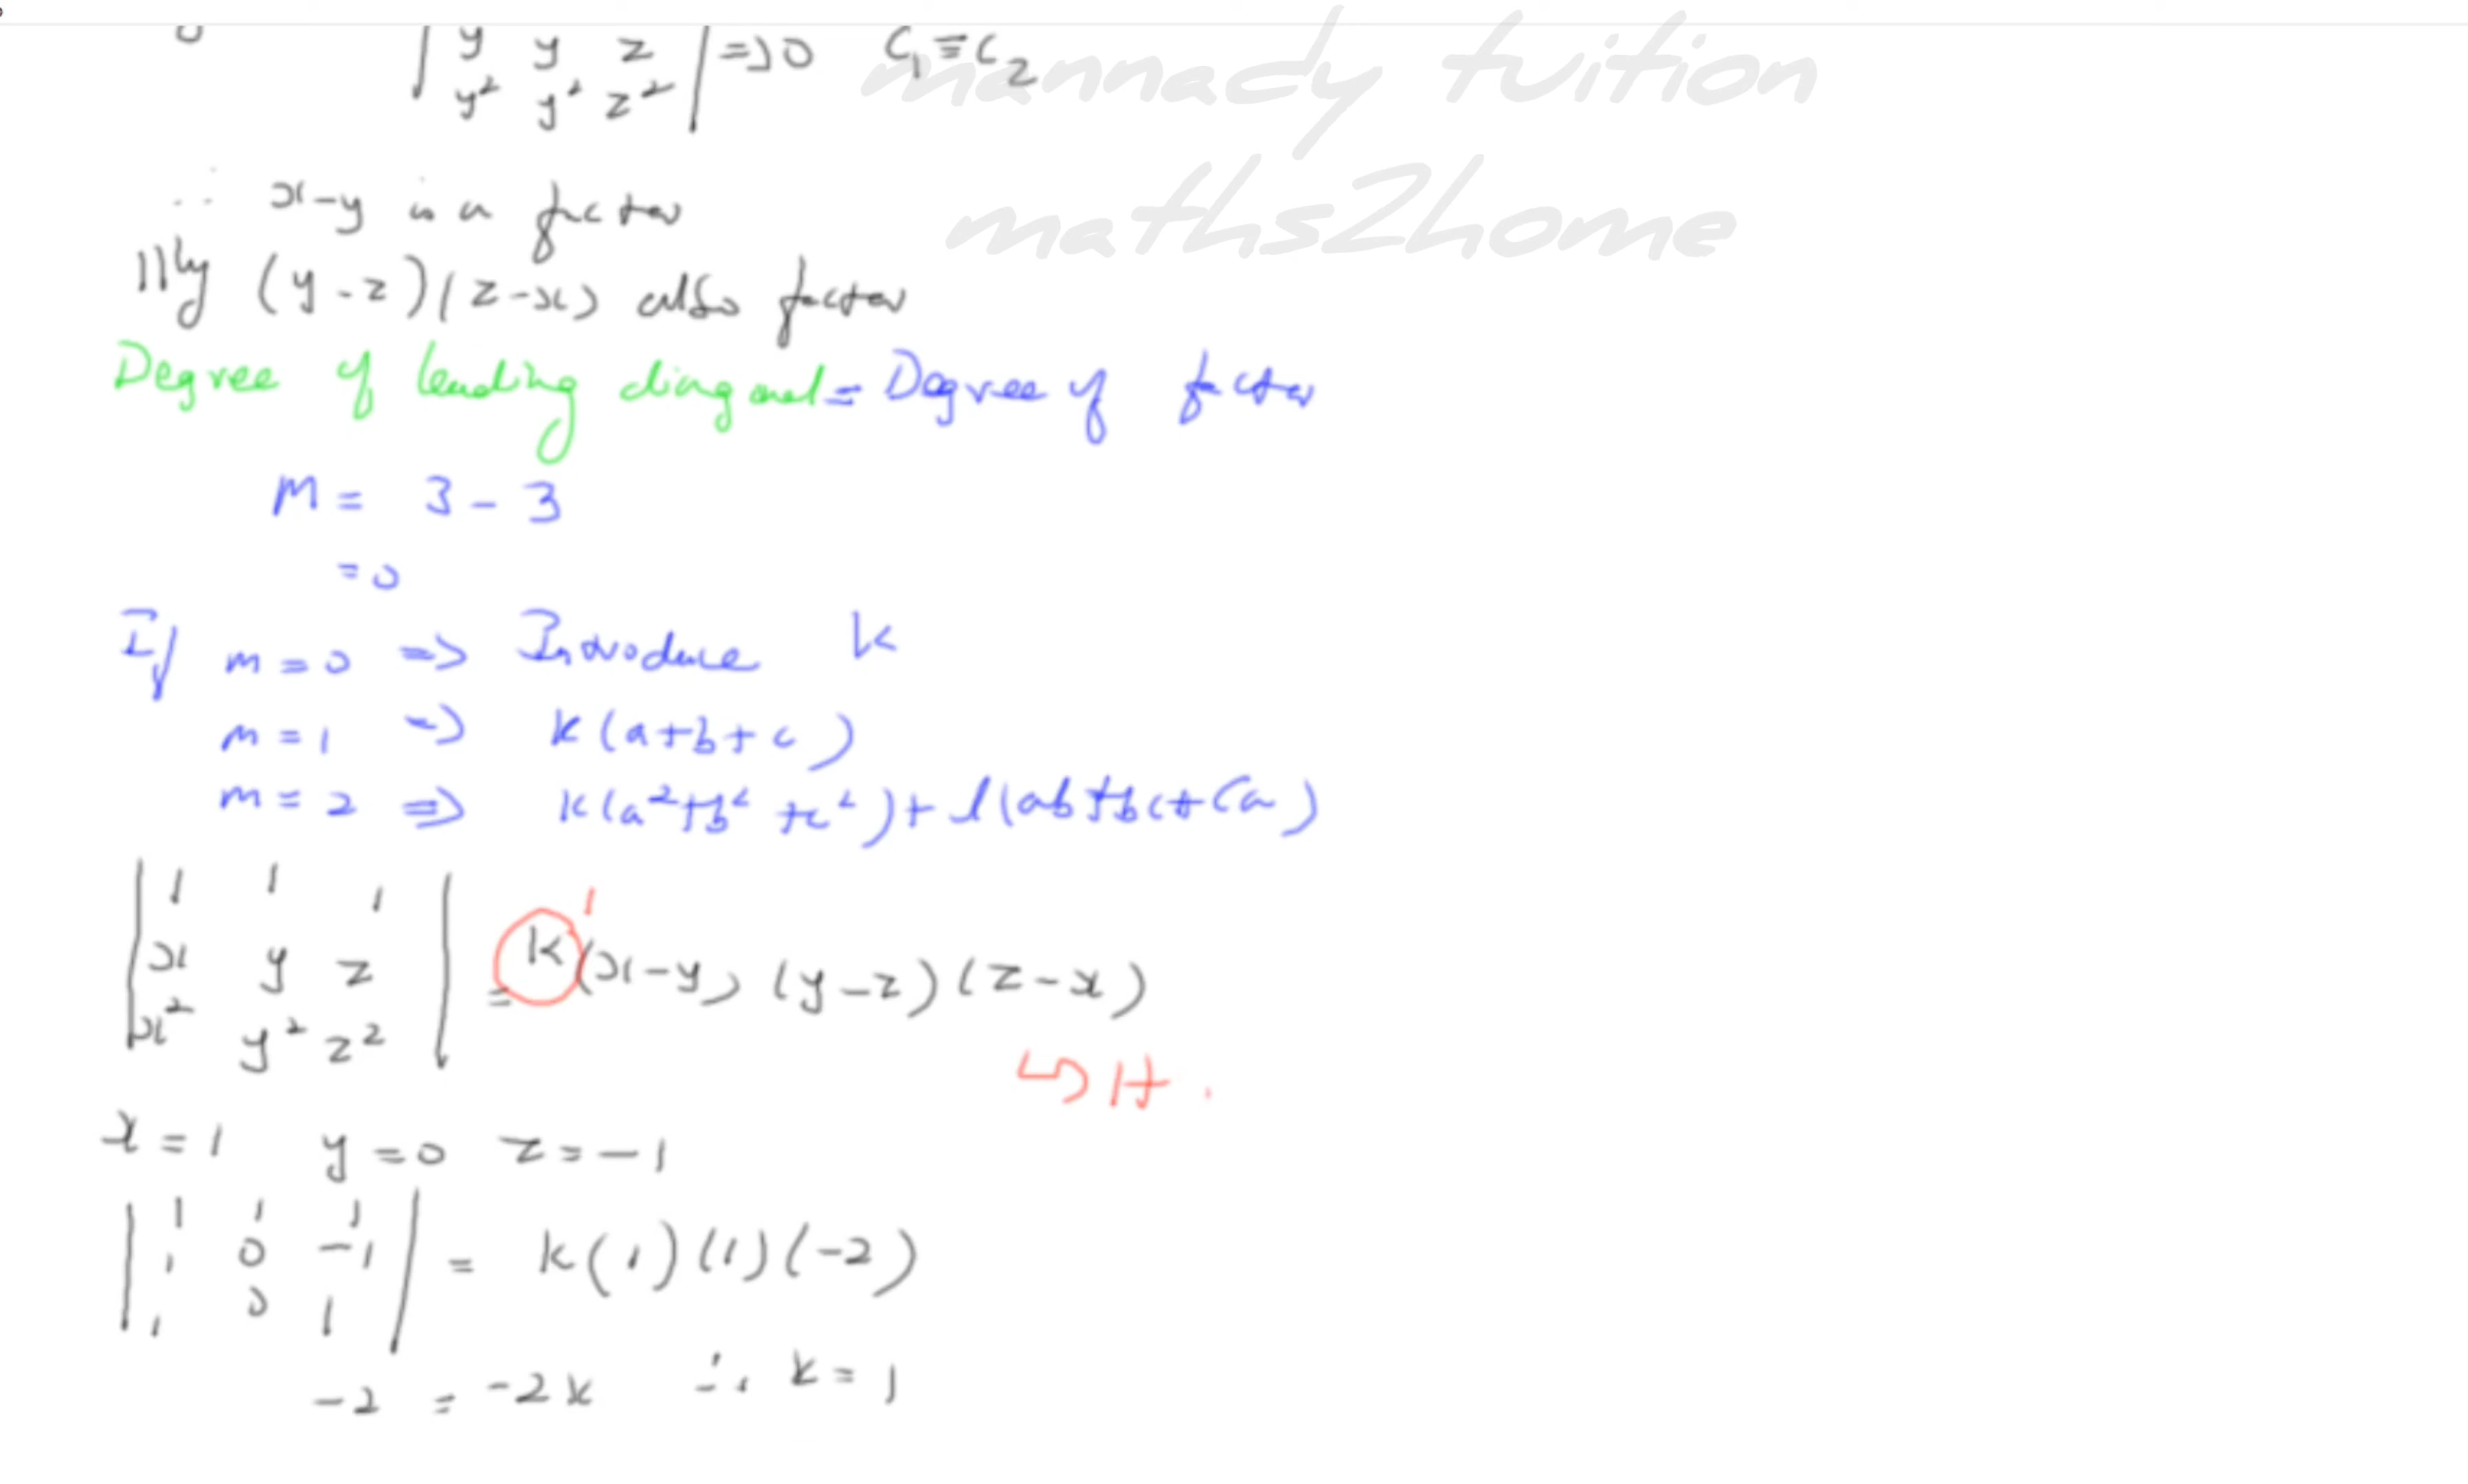 | y y z | => 0 C₁ ≡ C₂
| y² y² z² |
mannady tuition
maths2home
∴ x-y is a factor
|||ly (y-z)(z-x) also factor
Degree of leading diagonal = Degree of factor
M = 3 - 3
= 0
If m = 0 => Introduce k
m = 1 => k(a+b+c)
m = 2 => k(a²+b²+c²)+l(ab+bc+ca)
| 1 1 1 | 1
| x y z | = k(x-y)(y-z)(z-x)
| x² y² z² |
x = 1 y = 0 z = -1
| 1 1 1 |
| 1 0 -1 | = k(1)(1)(-2)
| 1 0 1 |
-2 = -2k ∴ k = 1